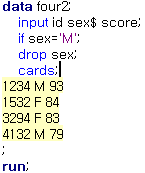 data four2;
input id sex$ score;
if sex='M';
drop sex;
cards;
1234 M 93
1532 F 84
3294 F 83
4132 M 79
;
run;